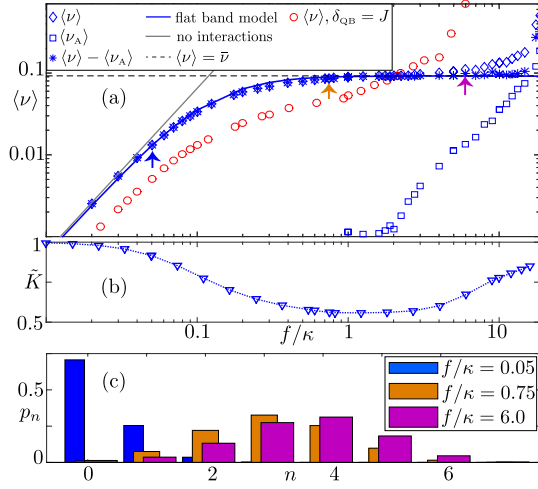 ⟨ν⟩ flat band model ⟨ν⟩, δ_QB = J
⟨ν_A⟩ no interactions
⟨ν⟩ − ⟨ν_A⟩ ⟨ν⟩ = ν̄
0.1
⟨ν⟩
(a)
0.01
1
K̃
(b)
0.5
0.1 1 10
f/κ
(c)
f/κ = 0.05
f/κ = 0.75
f/κ = 6.0
0.5
p_n
0
0 2 n 4 6